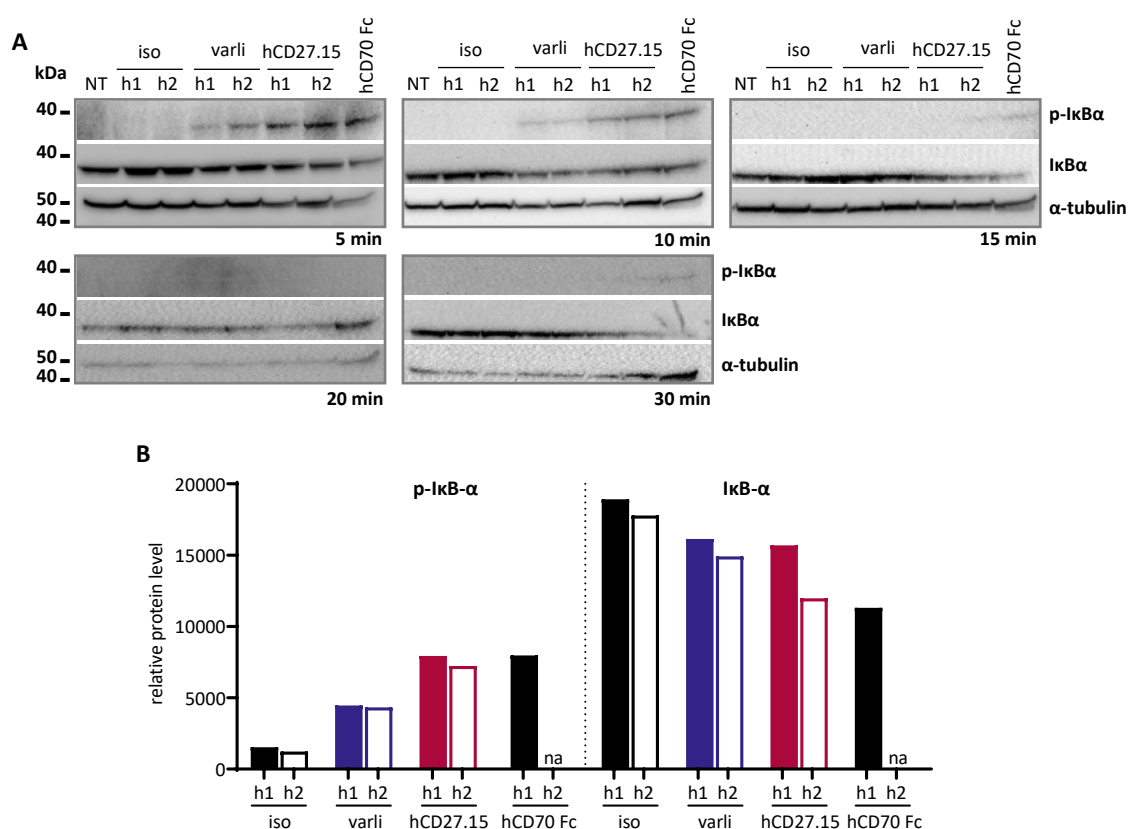 A
iso varli hCD27.15 hCD70 Fc
kDa NT h1 h2 h1 h2 h1 h2
iso varli hCD27.15 hCD70 Fc
NT h1 h2 h1 h2 h1 h2
iso varli hCD27.15 hCD70 Fc
NT h1 h2 h1 h2 h1 h2
40 p-IκBα
40 IκBα
50 α-tubulin
40
5 min 10 min 15 min
40 p-IκBα
40 IκBα
50 α-tubulin
40
20 min 30 min
B
p-IκB-α IκB-α
relative protein level
20000
15000
10000
5000
0
na na
h1 h2 h1 h2 h1 h2 h1 h2 h1 h2 h1 h2 h1 h2 h1 h2
iso varli hCD27.15 hCD70 Fc iso varli hCD27.15 hCD70 Fc